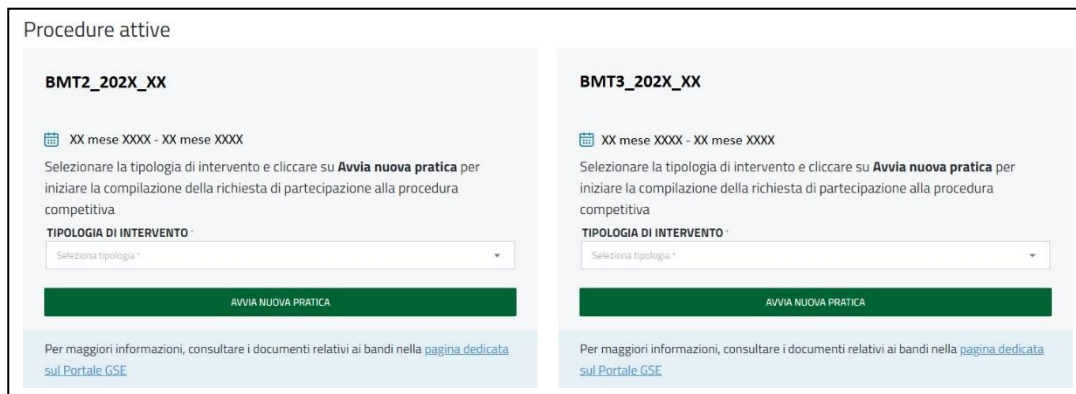 Procedure attive
BMT2_202X_XX
XX mese XXXX - XX mese XXXX
Selezionare la tipologia di intervento e cliccare su Avvia nuova pratica per
iniziare la compilazione della richiesta di partecipazione alla procedura
competitiva
TIPOLOGIA DI INTERVENTO *
Seleziona tipologia *
AVVIA NUOVA PRATICA
Per maggiori informazioni, consultare i documenti relativi ai bandi nella pagina dedicata
sul Portale GSE
BMT3_202X_XX
XX mese XXXX - XX mese XXXX
Selezionare la tipologia di intervento e cliccare su Avvia nuova pratica per
iniziare la compilazione della richiesta di partecipazione alla procedura
competitiva
TIPOLOGIA DI INTERVENTO *
Seleziona tipologia *
AVVIA NUOVA PRATICA
Per maggiori informazioni, consultare i documenti relativi ai bandi nella pagina dedicata
sul Portale GSE